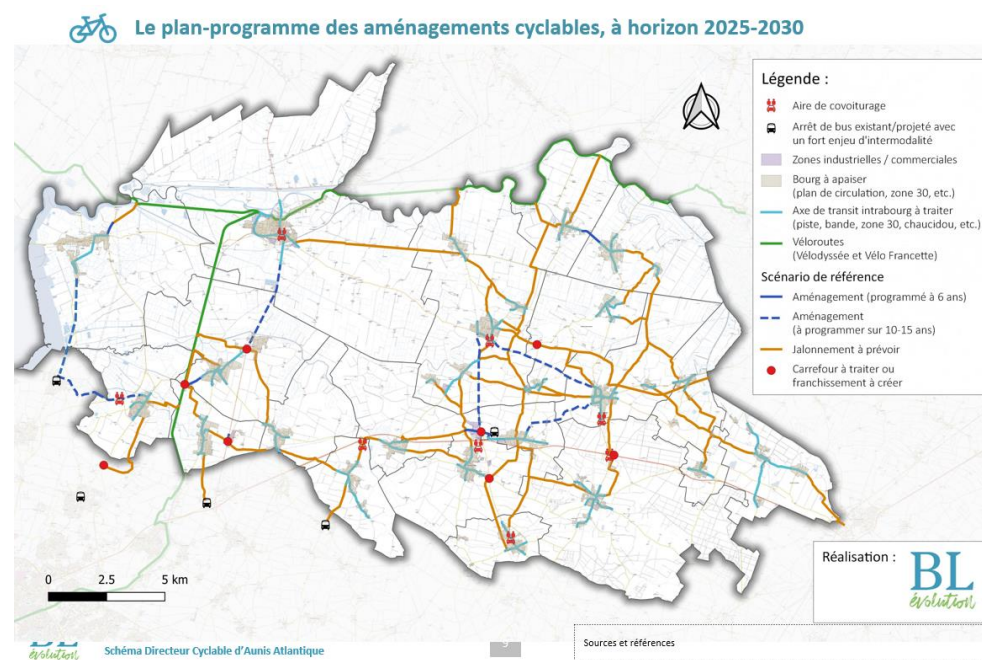 Le plan-programme des aménagements cyclables, à horizon 2025-2030
Légende :
Aire de covoiturage
Arrêt de bus existant/projeté avec
un fort enjeu d'intermodalité
Zones industrielles / commerciales
Bourg à apaiser
(plan de circulation, zone 30, etc.)
Axe de transit intrabourg à traiter
(piste, bande, zone 30, chaucidou, etc.)
Véloroutes
(Vélodyssée et Vélo Francette)
Scénario de référence
Aménagement (programmé à 6 ans)
Aménagement
(à programmer sur 10-15 ans)
Jalonnement à prévoir
Carrefour à traiter ou
franchissement à créer
Réalisation :
BL
évolution
0 2.5 5 km
évolution
Schéma Directeur Cyclable d'Aunis Atlantique
Sources et références